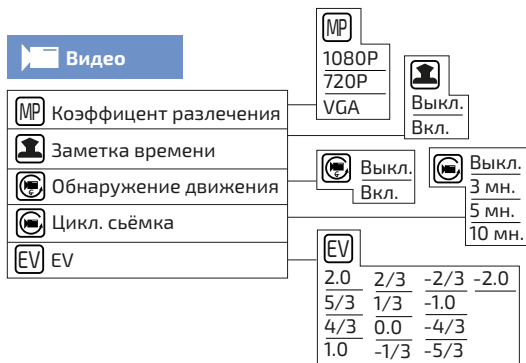 Видео
MP Коэффицент разлечения
Заметка времени
Обнаружение движения
Цикл. сьёмка
EV EV
MP
1080P
720P
VGA
Выкл.
Вкл.
Выкл.
Вкл.
Выкл.
3 мн.
5 мн.
10 мн.
EV
2.0 2/3 -2/3 -2.0
5/3 1/3 -1.0
4/3 0.0 -4/3
1.0 -1/3 -5/3